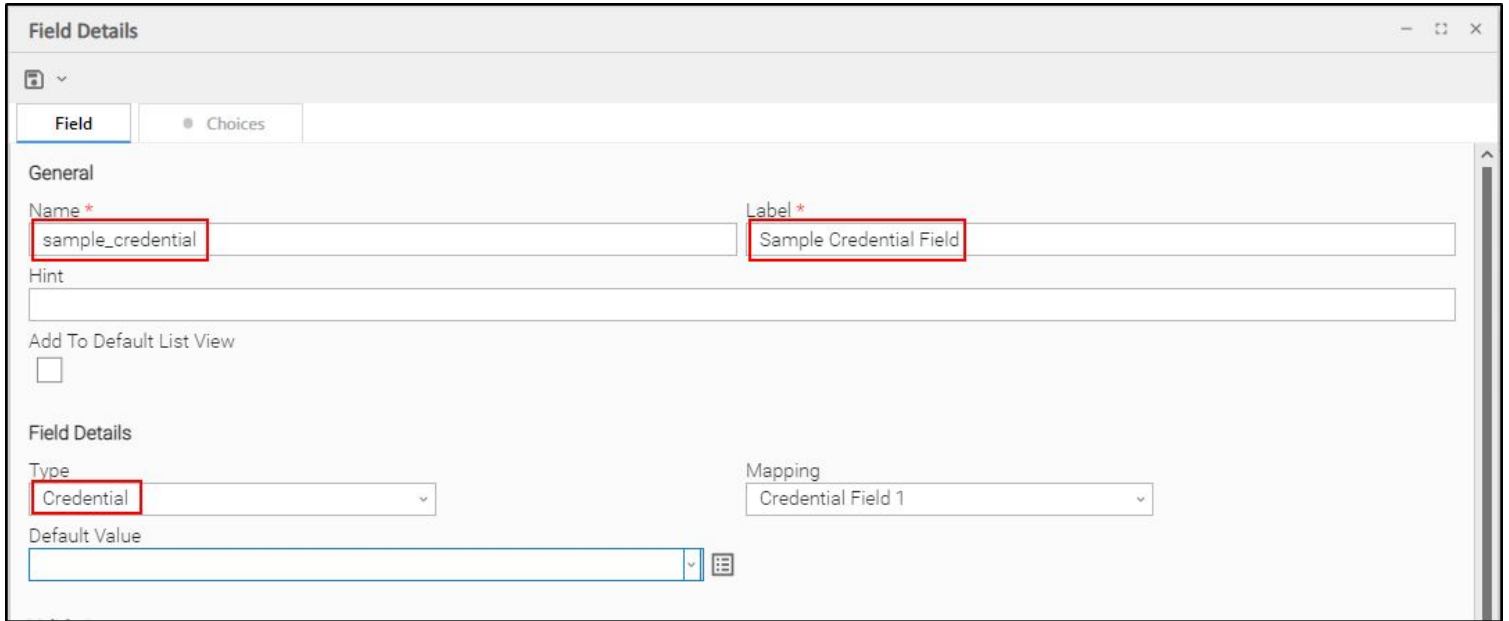 Field Details
Field
Choices
General
Name *
Label *
sample_credential
Sample Credential Field
Hint
Add To Default List View
Field Details
Type
Mapping
Credential
Credential Field 1
Default Value